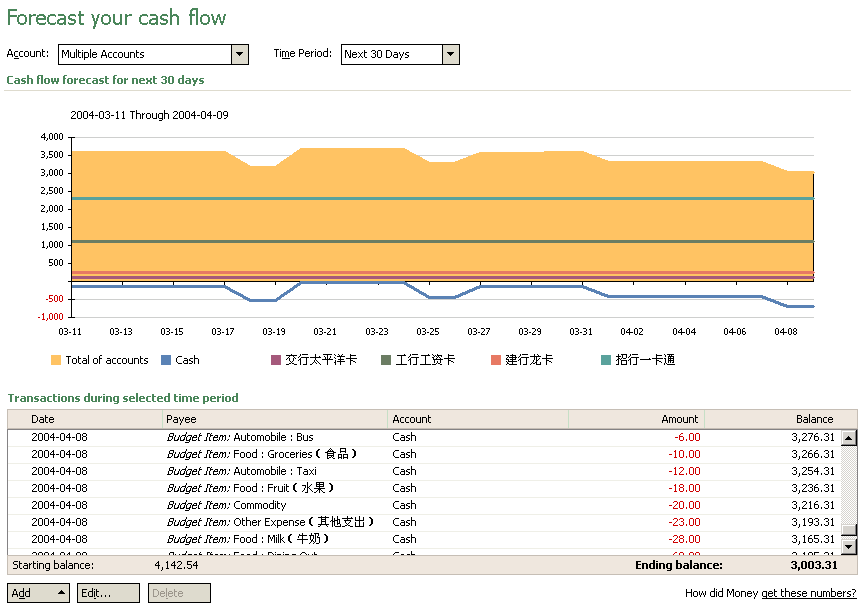 Forecast your cash flow
Account: Multiple Accounts Time Period: Next 30 Days
Cash flow forecast for next 30 days
2004-03-11 Through 2004-04-09
4,000
3,500
3,000
2,500
2,000
1,500
1,000
500
-500
-1,000
03-11 03-13 03-15 03-17 03-19 03-21 03-23 03-25 03-27 03-29 03-31 04-02 04-04 04-06 04-08
Total of accounts Cash 交行太平洋卡 工行工资卡 建行龙卡 招行一卡通
Transactions during selected time period
Date Payee Account Amount Balance
2004-04-08 Budget Item: Automobile : Bus Cash -6.00 3,276.31
2004-04-08 Budget Item: Food : Groceries ( 食品 ) Cash -10.00 3,266.31
2004-04-08 Budget Item: Automobile : Taxi Cash -12.00 3,254.31
2004-04-08 Budget Item: Food : Fruit ( 水果 ) Cash -18.00 3,236.31
2004-04-08 Budget Item: Commodity Cash -20.00 3,216.31
2004-04-08 Budget Item: Other Expense ( 其他支出 ) Cash -23.00 3,193.31
2004-04-08 Budget Item: Food : Milk ( 牛奶 ) Cash -28.00 3,165.31
2004-04-08 Budget Item: Food : Dining Out Cash
Starting balance: 4,142.54 Ending balance: 3,003.31
Add Edit... Delete How did Money get these numbers?